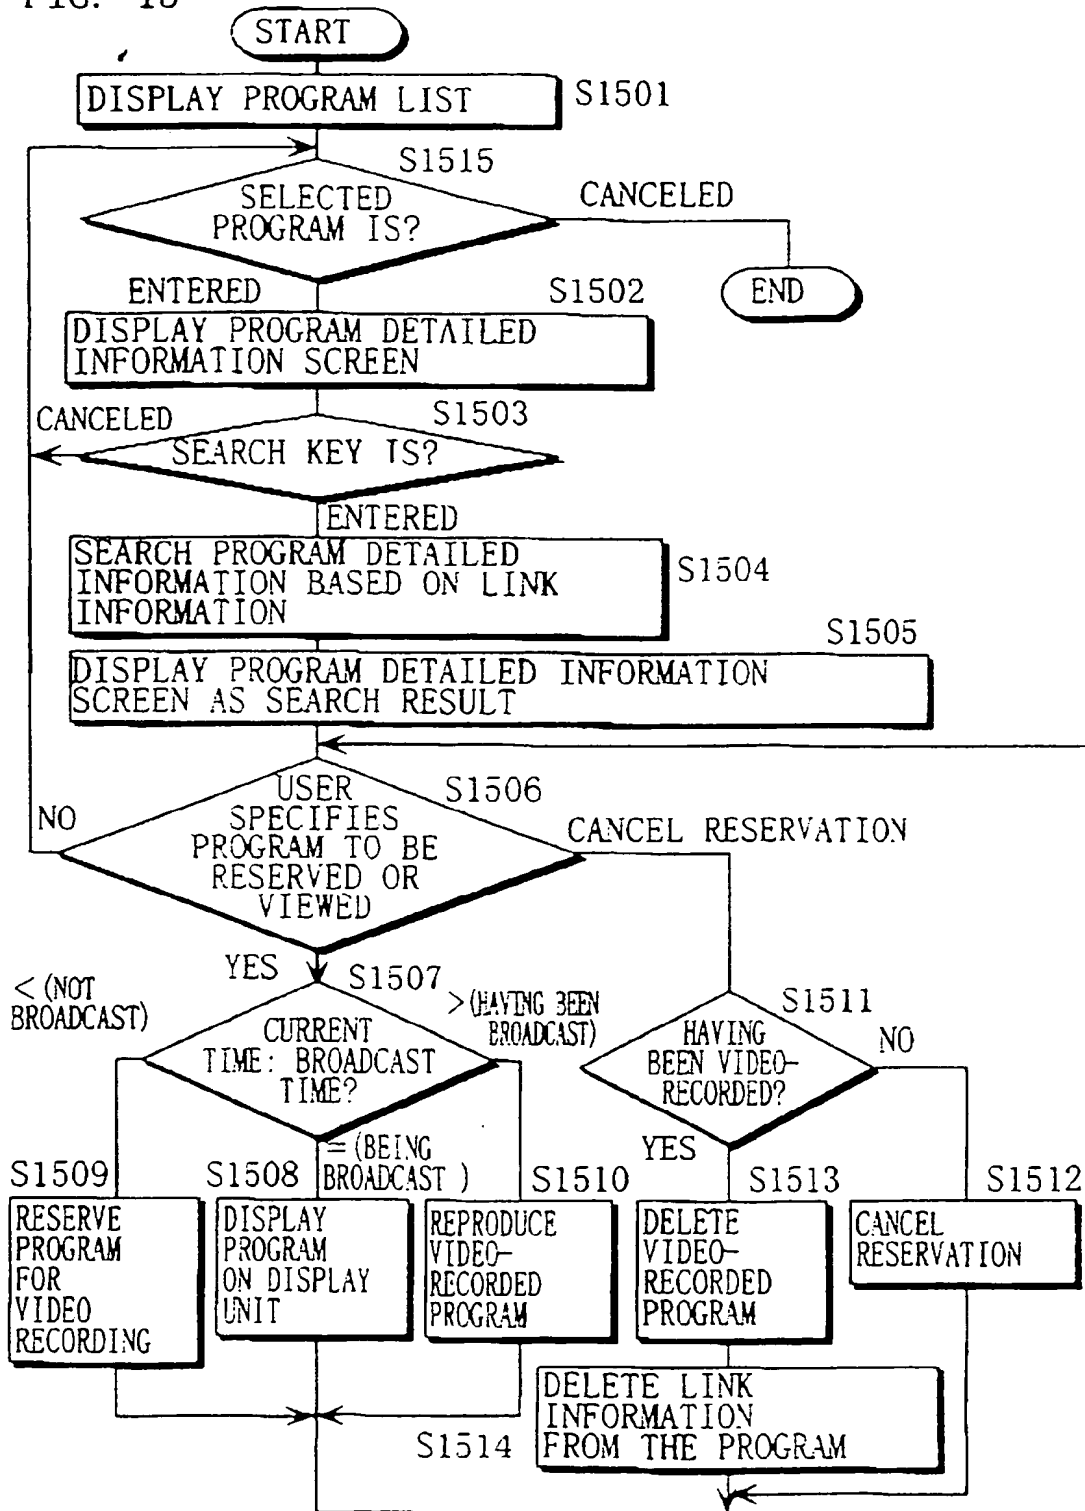 START
DISPLAY PROGRAM LIST
S1501
S1515
SELECTED
PROGRAM IS?
CANCELED
END
ENTERED
S1502
DISPLAY PROGRAM DETAILED
INFORMATION SCREEN
CANCELED
S1503
SEARCH KEY IS?
ENTERED
SEARCH PROGRAM DETAILED
INFORMATION BASED ON LINK
INFORMATION
S1504
S1505
DISPLAY PROGRAM DETAILED INFORMATION
SCREEN AS SEARCH RESULT
S1506
USER
SPECIFIES
PROGRAM TO BE
RESERVED OR
VIEWED
NO
CANCEL RESERVATION
YES
S1507
< (NOT
BROADCAST)
> (HAVING BEEN
BROADCAST)
CURRENT
TIME: BROADCAST
TIME?
= (BEING
BROADCAST )
S1511
HAVING
BEEN VIDEO-
RECORDED?
NO
YES
S1509
RESERVE
PROGRAM
FOR
VIDEO
RECORDING
S1508
DISPLAY
PROGRAM
ON DISPLAY
UNIT
S1510
REPRODUCE
VIDEO-
RECORDED
PROGRAM
S1513
DELETE
VIDEO-
RECORDED
PROGRAM
S1512
CANCEL
RESERVATION
S1514
DELETE LINK
INFORMATION
FROM THE PROGRAM